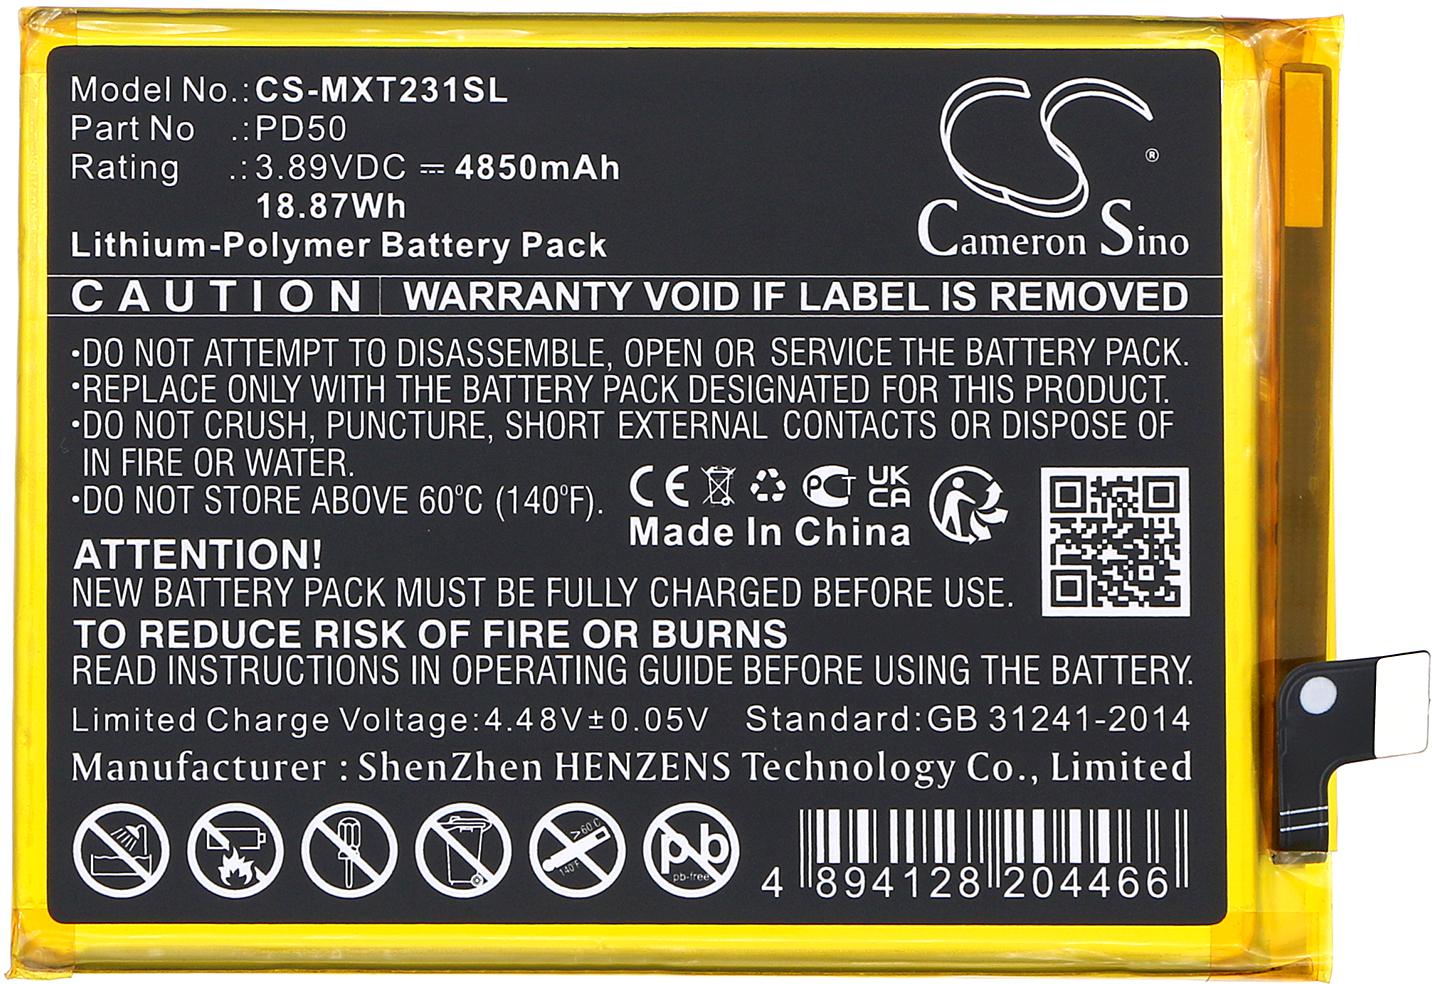 Model No.: CS-MXT231SL
Part No .: PD50
Rating .: 3.89VDC ⎓ 4850mAh
18.87Wh
Lithium-Polymer Battery Pack
CS ®
Cameron Sino
CAUTION WARRANTY VOID IF LABEL IS REMOVED
•DO NOT ATTEMPT TO DISASSEMBLE, OPEN OR SERVICE THE BATTERY PACK.
•REPLACE ONLY WITH THE BATTERY PACK DESIGNATED FOR THIS PRODUCT.
•DO NOT CRUSH, PUNCTURE, SHORT EXTERNAL CONTACTS OR DISPOSE OF
IN FIRE OR WATER.
•DO NOT STORE ABOVE 60°C (140°F).
CE PCT UK
CA
Made In China
ATTENTION!
NEW BATTERY PACK MUST BE FULLY CHARGED BEFORE USE.
TO REDUCE RISK OF FIRE OR BURNS
READ INSTRUCTIONS IN OPERATING GUIDE BEFORE USING THE BATTERY.
Limited Charge Voltage:4.48V±0.05V Standard:GB 31241-2014
Manufacturer : ShenZhen HENZENS Technology Co., Limited
>60 C
140°F
pb
pb-free
4 894128 204466